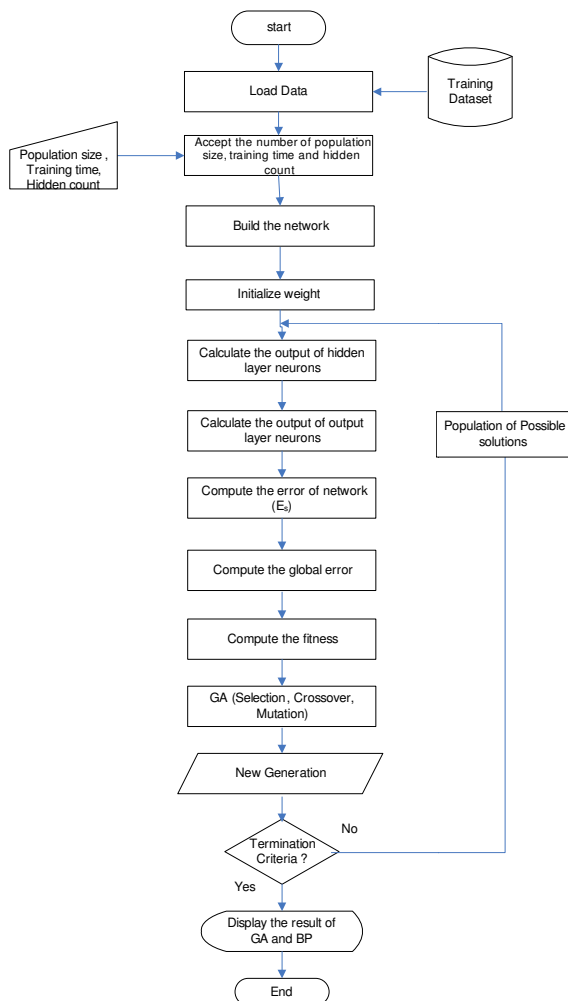 start
Load Data
Training
Dataset
Accept the number of population
size, training time and hidden
count
Population size ,
Training time,
Hidden count
Build the network
Initialize weight
Calculate the output of hidden
layer neurons
Calculate the output of output
layer neurons
Population of Possible
solutions
Compute the error of network
(Eₛ)
Compute the global error
Compute the fitness
GA (Selection , Crossover,
Mutation)
New Generation
Termination
Criteria ?
No
Yes
Display the result of
GA and BP
End